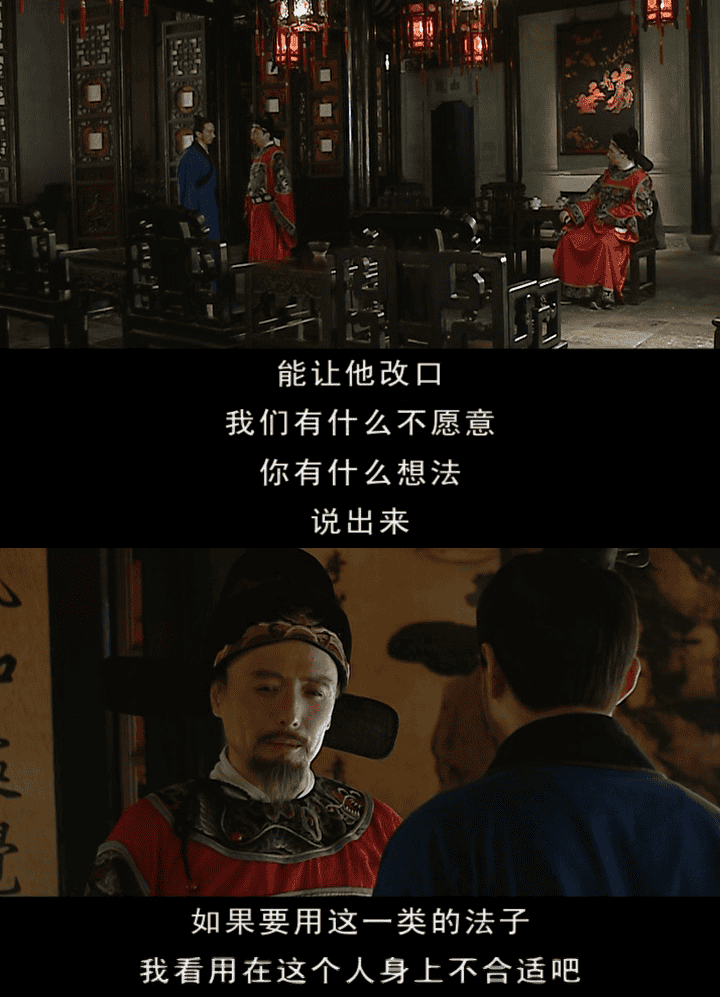 能让他改口
我们有什么不愿意
你有什么想法
说出来
如果要用这一类的法子
我看用在这个人身上不合适吧